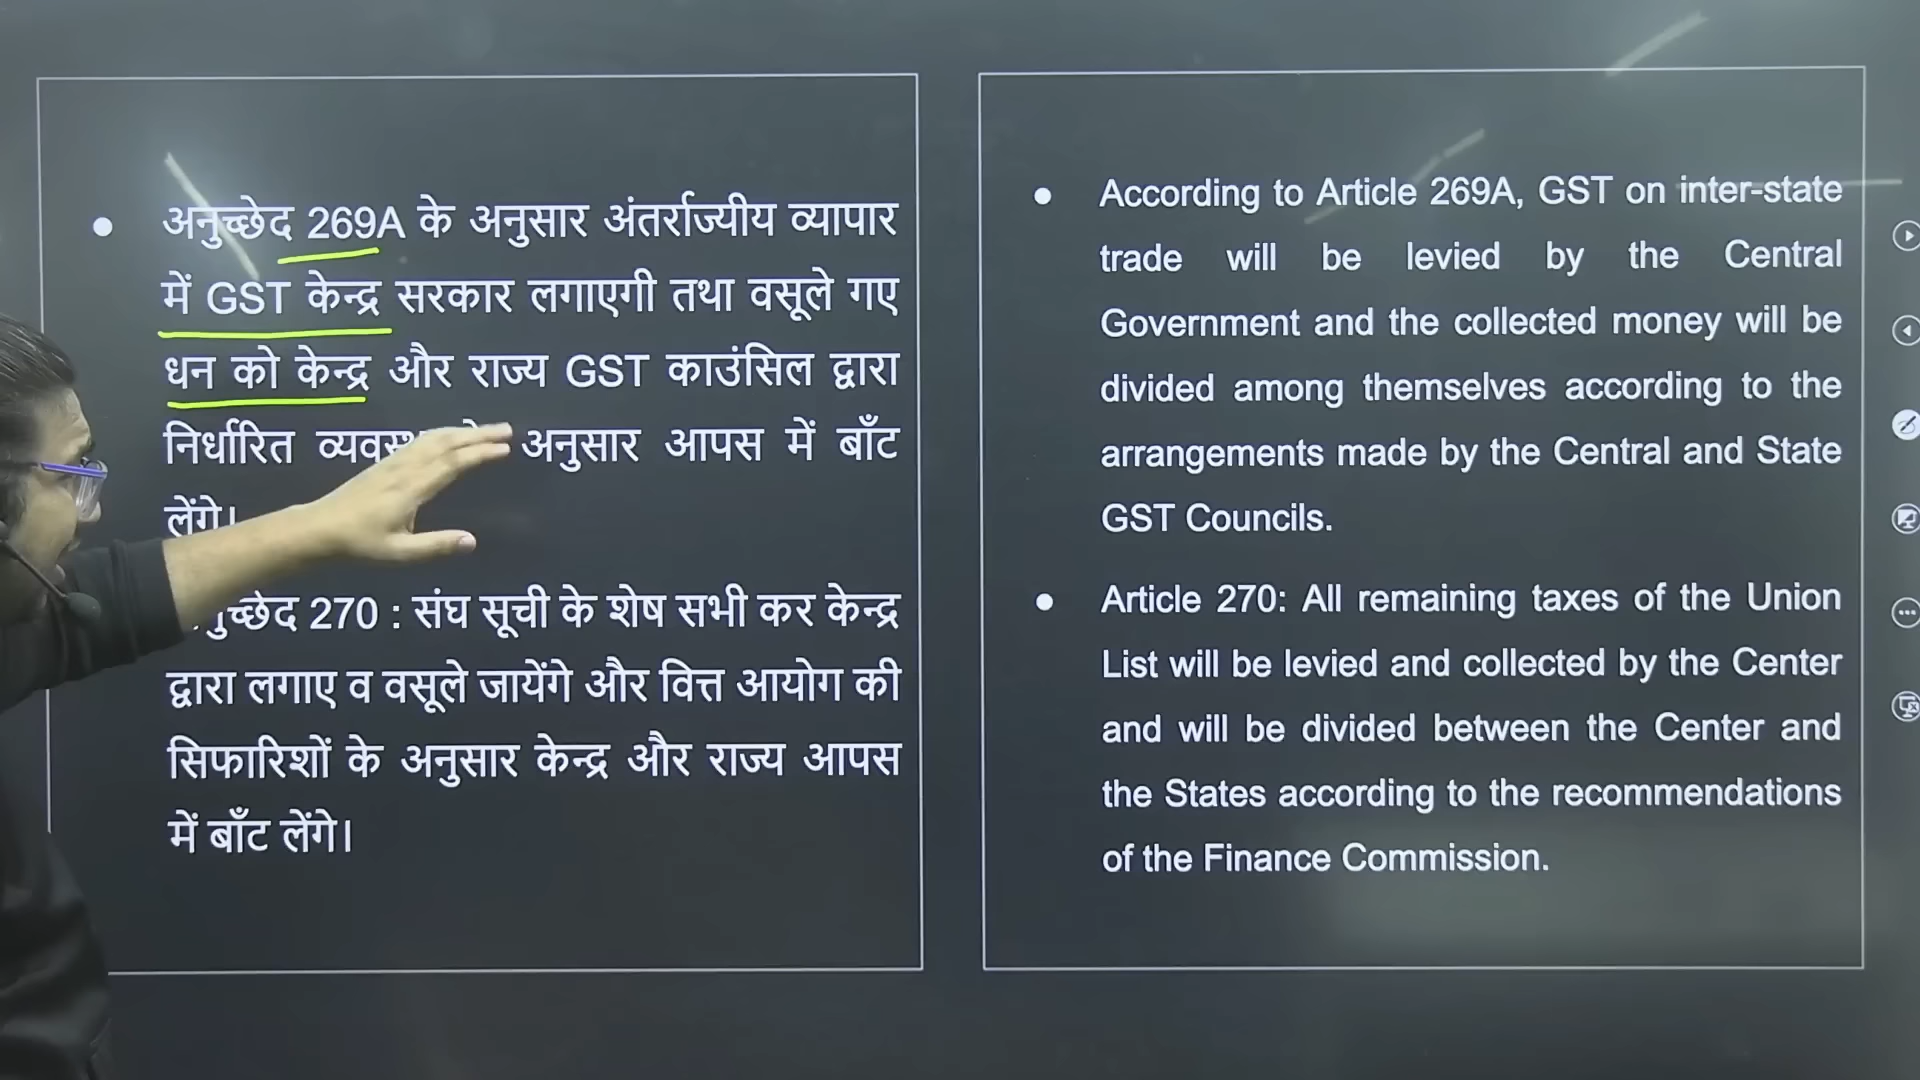 अनुच्छेद 269A के अनुसार अंतर्राज्यीय व्यापार
में GST केन्द्र सरकार लगाएगी तथा वसूले गए
धन को केन्द्र और राज्य GST काउंसिल द्वारा
निर्धारित अनुसार आपस में बाँट
लेंगे।
270 : संघ सूची के शेष सभी कर केन्द्र
द्वारा लगाए व वसूले जायेंगे और वित्त आयोग की
सिफारिशों के अनुसार केन्द्र और राज्य आपस
में बाँट लेंगे।
According to Article 269A, GST on inter-state
trade will be levied by the Central
Government and the collected money will be
divided among themselves according to the
arrangements made by the Central and State
GST Councils.
Article 270: All remaining taxes of the Union
List will be levied and collected by the Center
and will be divided between the Center and
the States according to the recommendations
of the Finance Commission.